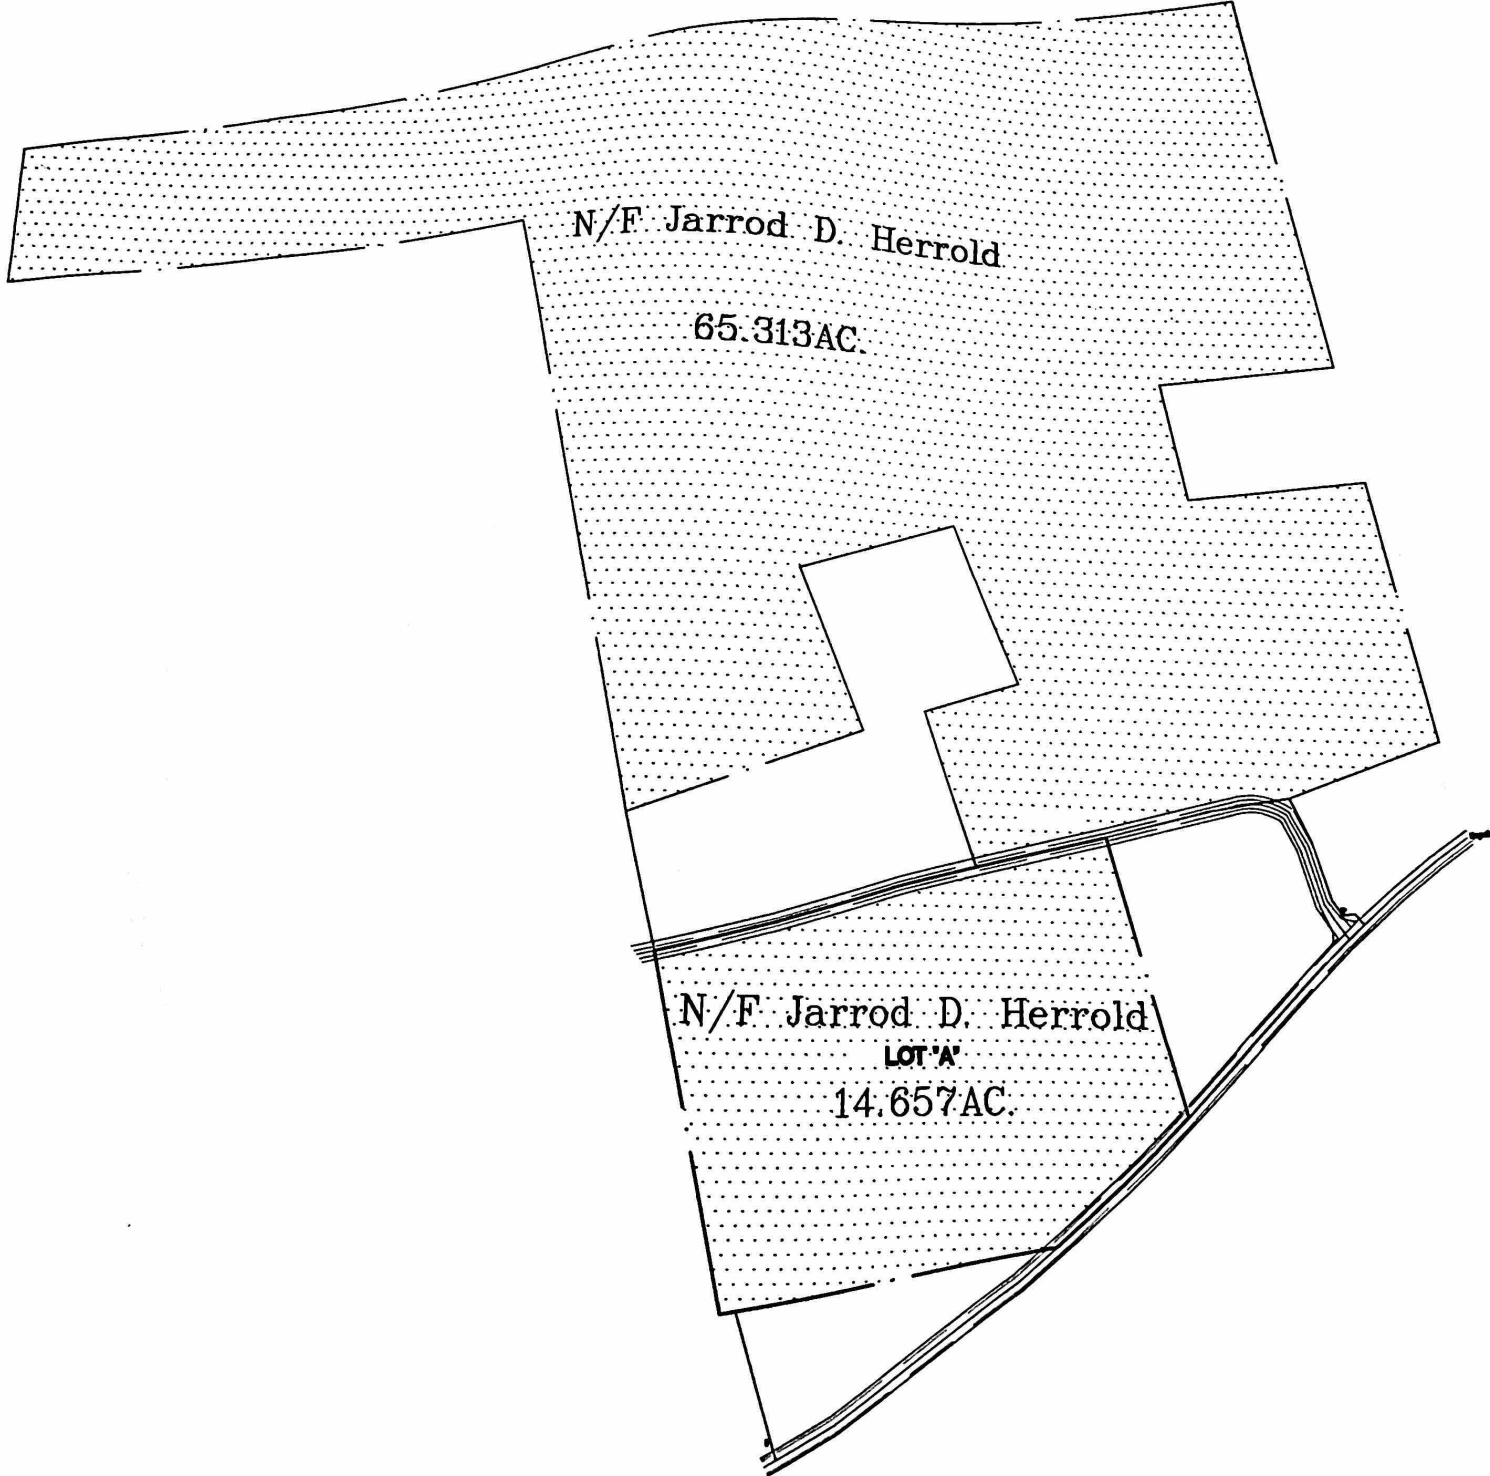 N/F Jarrod D. Herrold
65.313AC.
N/F Jarrod D. Herrold
LOT "A"
14.657AC.